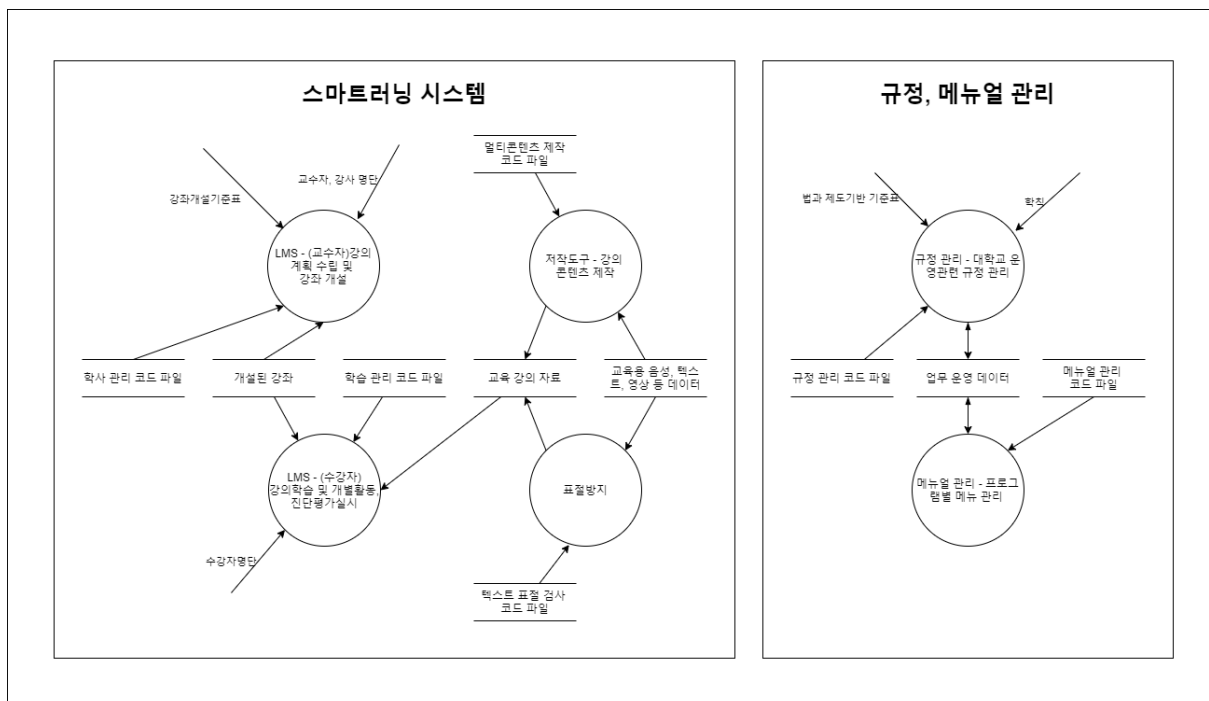 스마트러닝 시스템
강좌개설기준표
교수자, 강사 명단
멀티콘텐츠 제작
코드 파일
LMS - (교수자)강의
계획 수립 및
강좌 개설
저작도구 - 강의
콘텐츠 제작
학사 관리 코드 파일
개설된 강좌
학습 관리 코드 파일
교육 강의 자료
교육용 음성, 텍스
트, 영상 등 데이터
LMS - (수강자)
강의학습 및 개별활동,
진단평가실시
표절방지
수강자명단
텍스트 표절 검사
코드 파일
규정, 메뉴얼 관리
법과 제도기반 기준표
학칙
규정 관리 - 대학교 운
영관련 규정 관리
규정 관리 코드 파일
업무 운영 데이터
메뉴얼 관리
코드 파일
메뉴얼 관리 - 프로그
램별 메뉴 관리